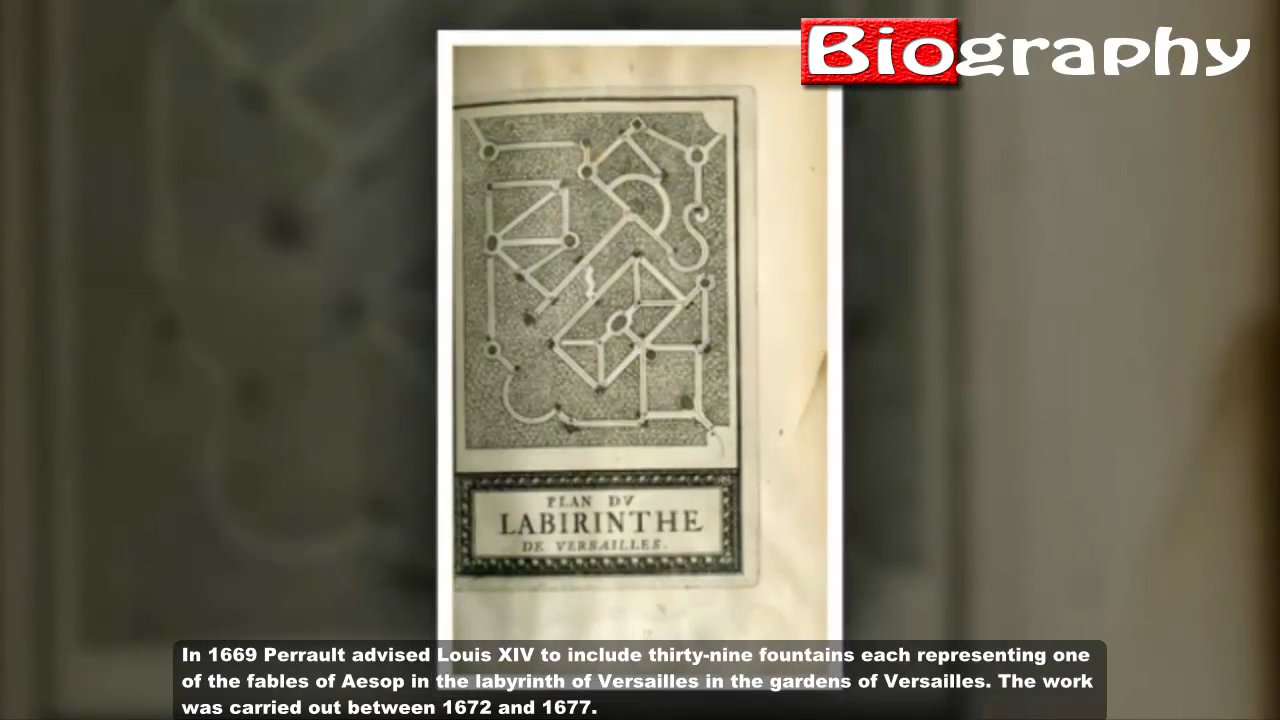 Biography
PLAN DV
LABIRINTHE
DE VERSAILLES.
In 1669 Perrault advised Louis XIV to include thirty-nine fountains each representing one
of the fables of Aesop in the labyrinth of Versailles in the gardens of Versailles. The work
was carried out between 1672 and 1677.